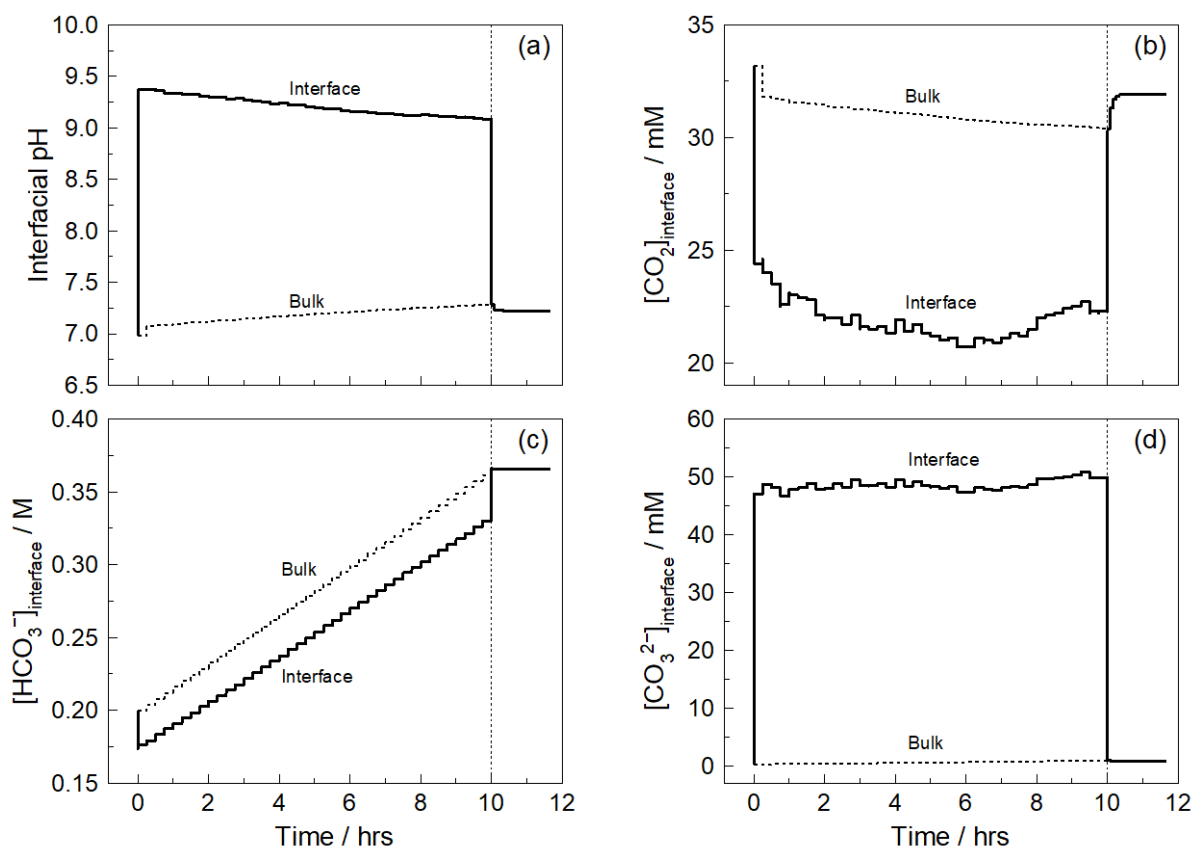 (a)
Interfacial pH
10.0
9.5
9.0
8.5
8.0
7.5
7.0
6.5
Interface
Bulk
(b)
[CO₂]interface / mM
35
30
25
20
Bulk
Interface
(c)
[HCO₃⁻]interface / M
0.40
0.35
0.30
0.25
0.20
0.15
Bulk
Interface
0 2 4 6 8 10 12
Time / hrs
(d)
[CO₃²⁻]interface / mM
60
50
40
30
20
10
0
Interface
Bulk
0 2 4 6 8 10 12
Time / hrs